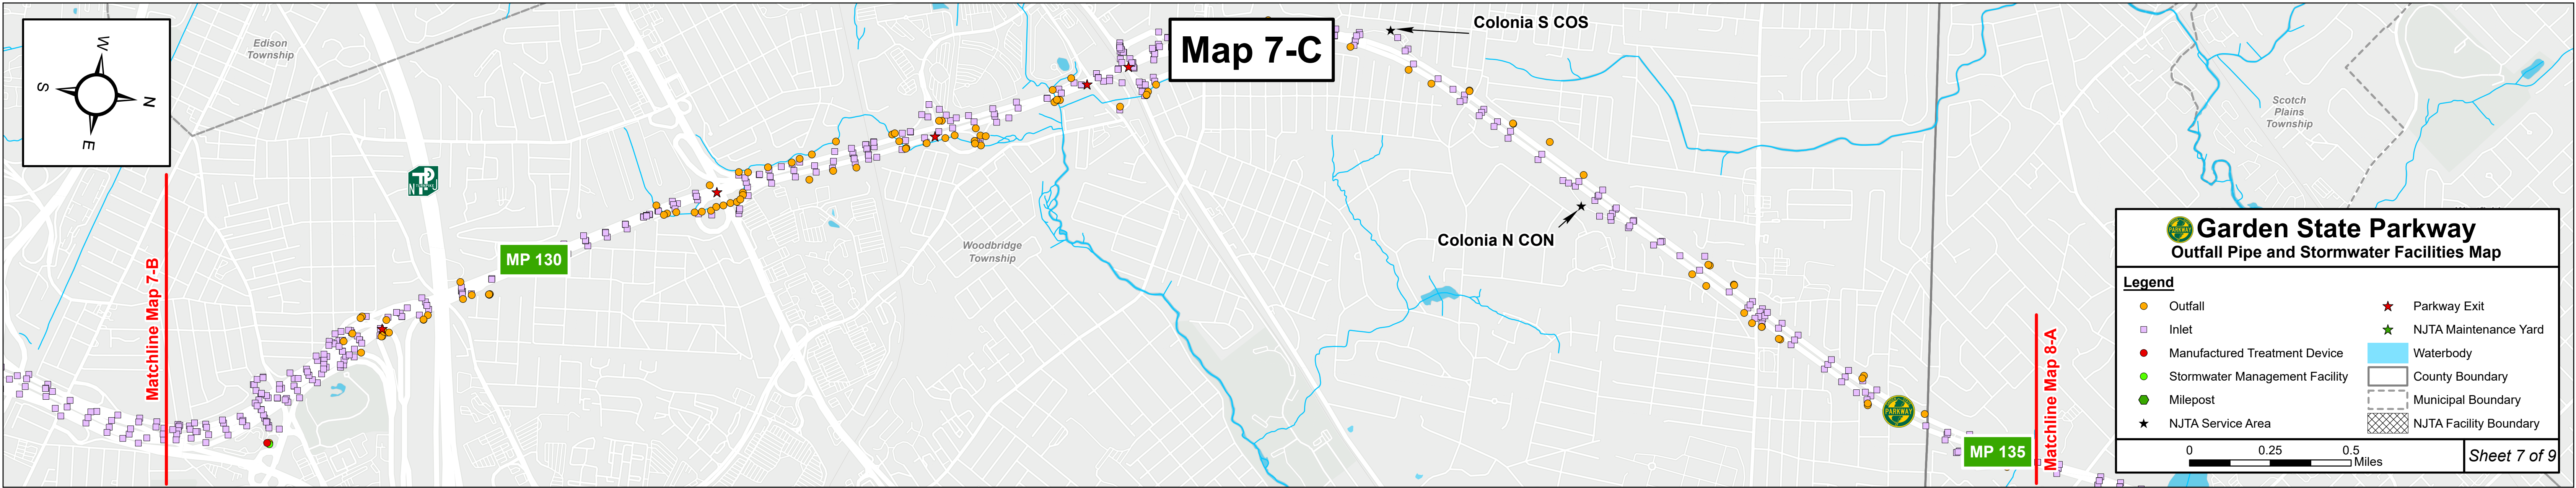 Map 7-C
Colonia S COS
Edison
Township
W
S
N
E
Scotch
Plains
Township
N
TP
J
Woodbridge
Township
Colonia N CON
MP 130
Matchline Map 7-B
PARKWAY
MP 135
Matchline Map 8-A
PARKWAY
Garden State Parkway
Outfall Pipe and Stormwater Facilities Map
Legend
Outfall
Inlet
Manufactured Treatment Device
Stormwater Management Facility
Milepost
NJTA Service Area
Parkway Exit
NJTA Maintenance Yard
Waterbody
County Boundary
Municipal Boundary
NJTA Facility Boundary
0 0.25 0.5
Miles
Sheet 7 of 9